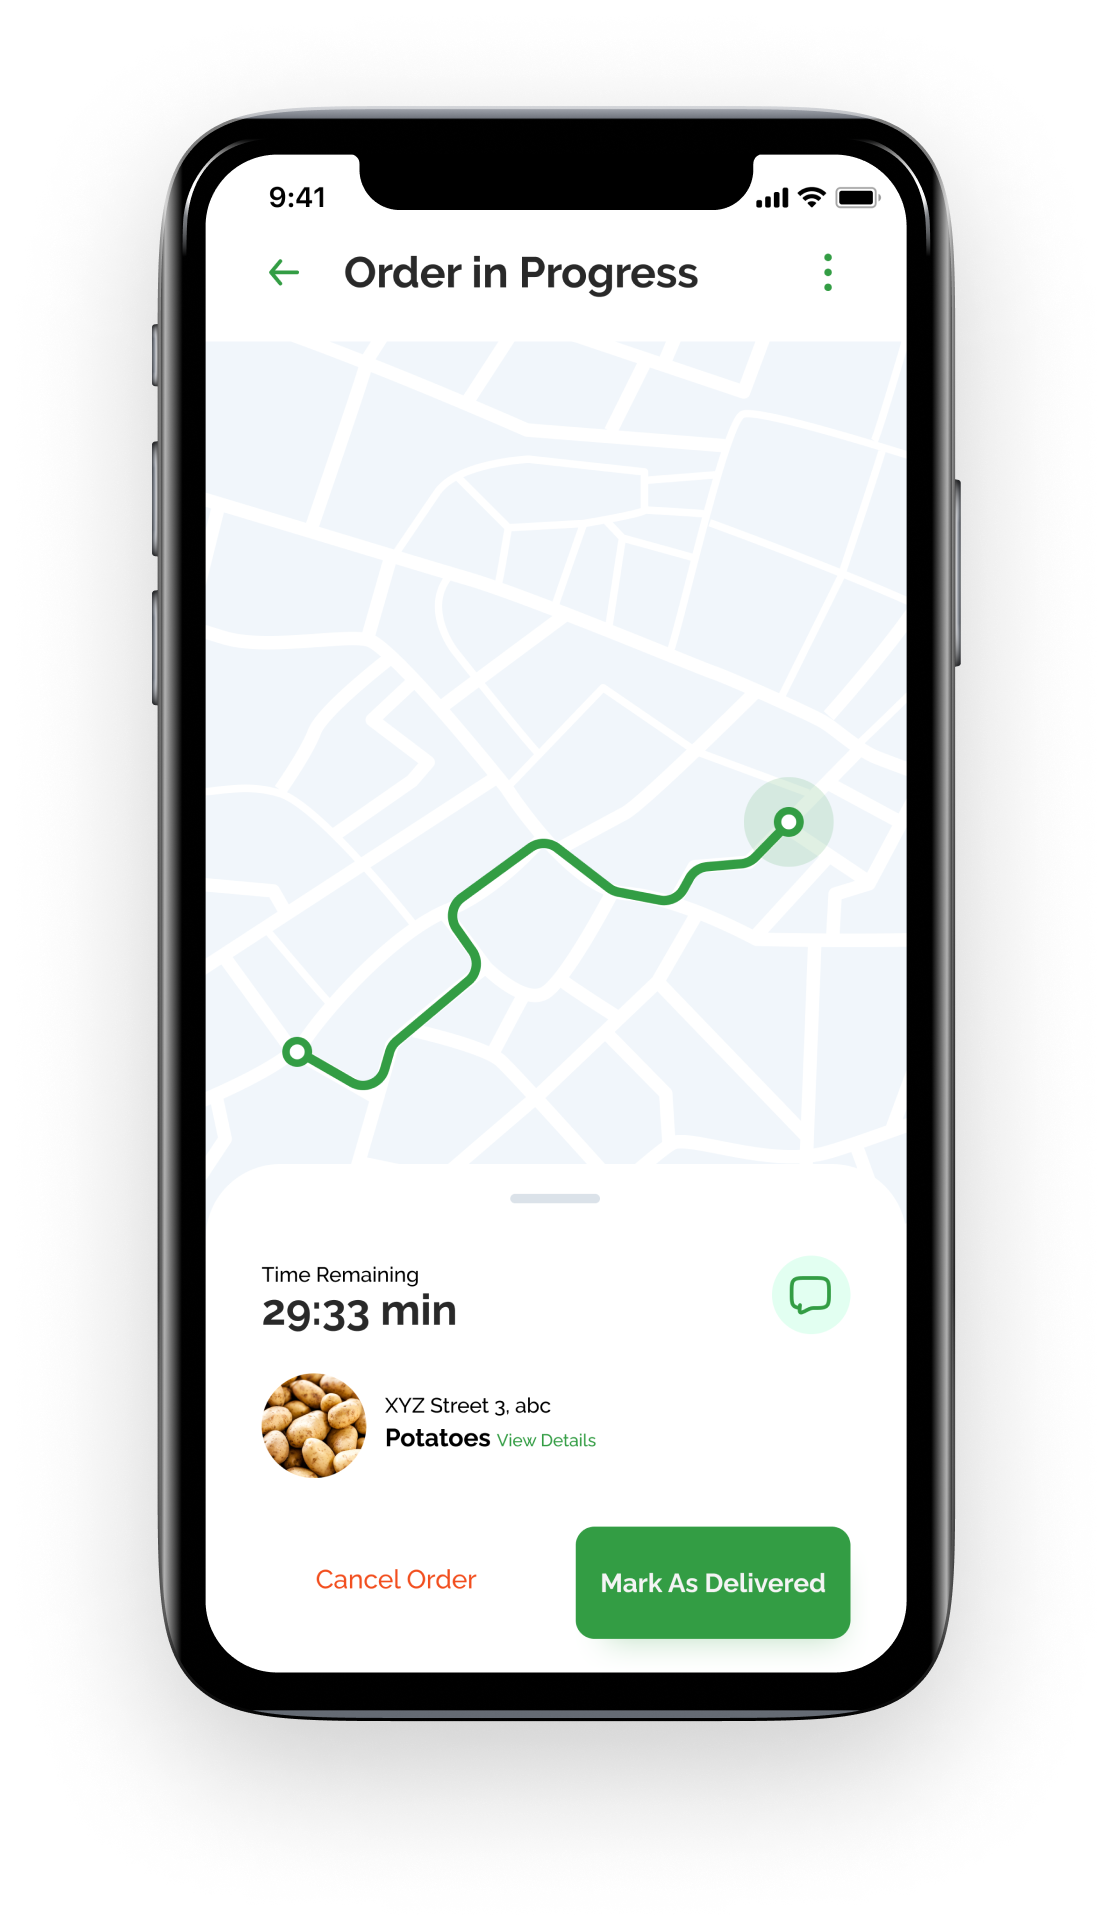 9:41
Order in Progress
Time Remaining
29:33 min
XYZ Street 3, abc
Potatoes View Details
Cancel Order
Mark As Delivered